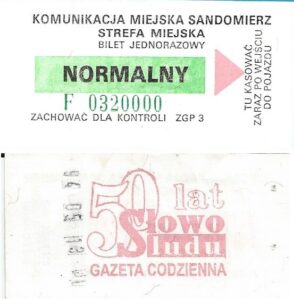 KOMUNIKACJA MIEJSKA SANDOMIERZ
STREFA MIEJSKA
BILET JEDNORAZOWY
NORMALNY
F 0320000
ZACHOWAĆ DLA KONTROLI ZGP 3
TU KASOWAĆ
ZARAZ PO WEJŚCIU
DO POJAZDU
50 lat
Słowo
Ludu
GAZETA CODZIENNA